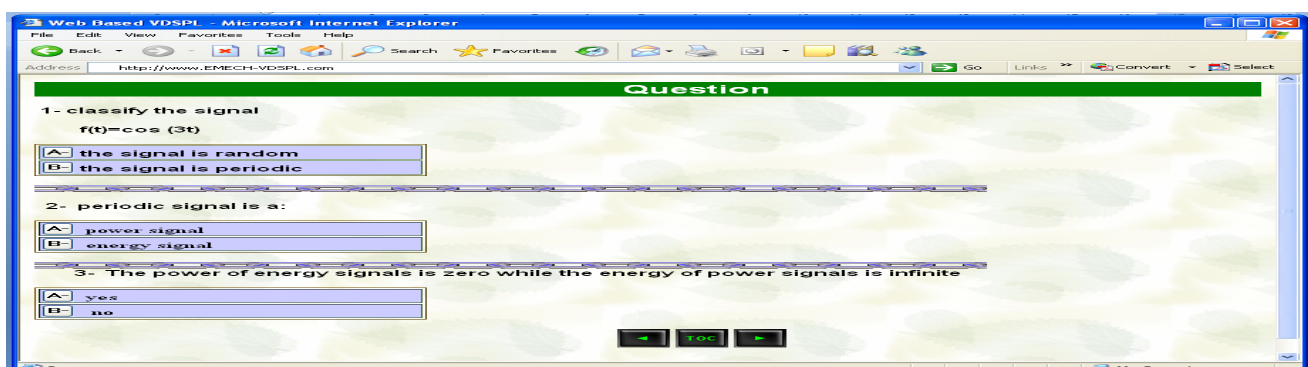 Web Based VDSPL - Microsoft Internet Explorer
File Edit View Favorites Tools Help
Back Search Favorites
Address http://www.EMECH-VDSPL.com Go Links » Convert Select
Question
1- classify the signal
f(t)=cos (3t)
A- the signal is random
B- the signal is periodic
2- periodic signal is a:
A- power signal
B- energy signal
3- The power of energy signals is zero while the energy of power signals is infinite
A- yes
B- no
TOC